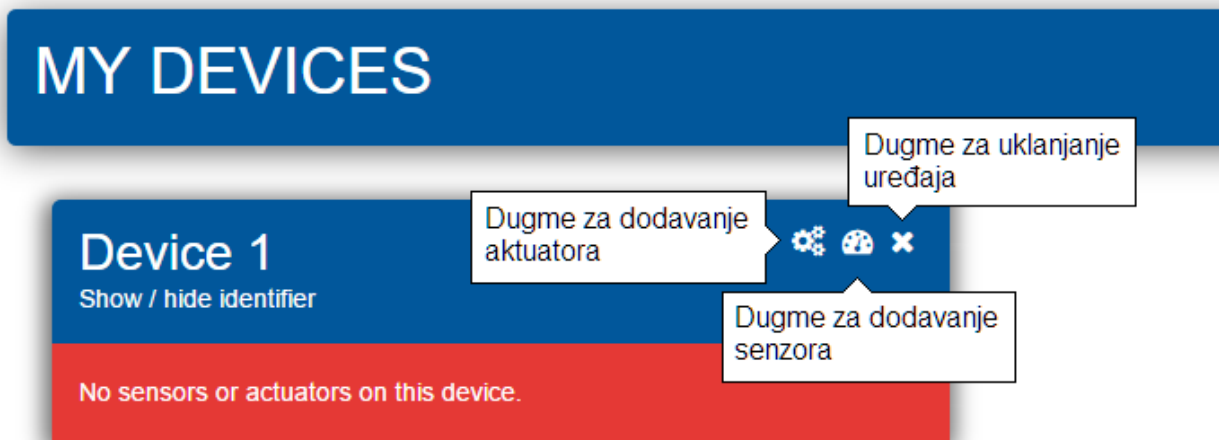 MY DEVICES
Dugme za uklanjanje
uređaja
Dugme za dodavanje
aktuatora
Device 1
Show / hide identifier
Dugme za dodavanje
senzora
No sensors or actuators on this device.